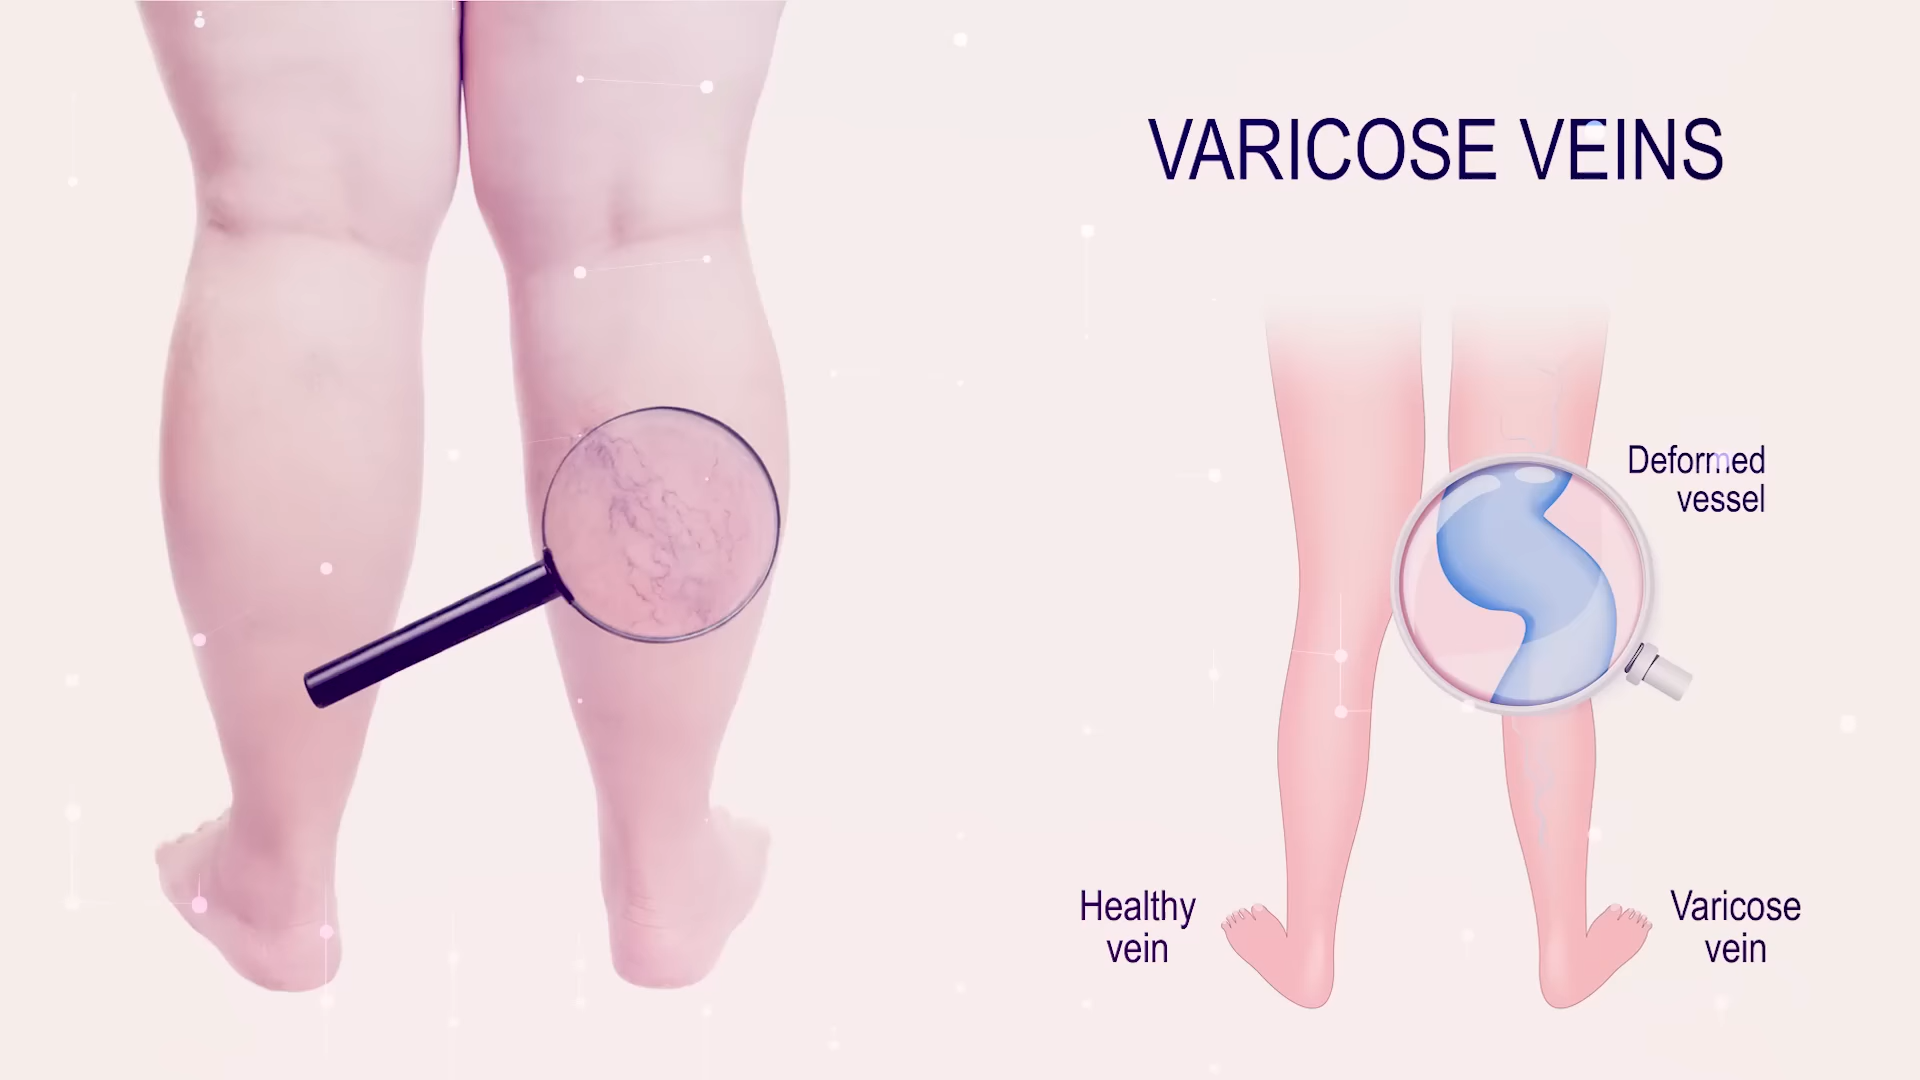 VARICOSE VEINS
Deformed
vessel
Healthy
vein
Varicose
vein